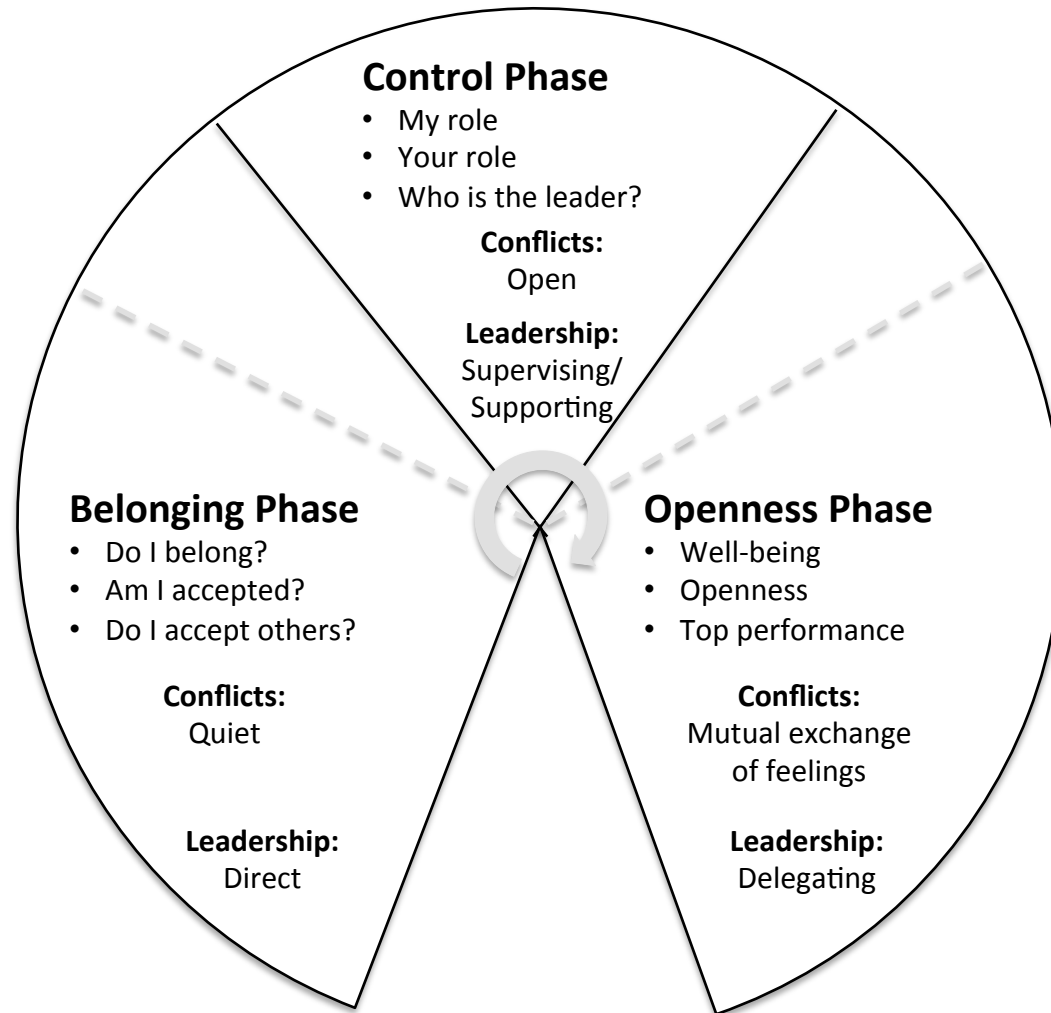 Control Phase
• My role
• Your role
• Who is the leader?
Conflicts:
Open
Leadership:
Supervising/
Supporting
Belonging Phase
• Do I belong?
• Am I accepted?
• Do I accept others?
Conflicts:
Quiet
Leadership:
Direct
Openness Phase
• Well-being
• Openness
• Top performance
Conflicts:
Mutual exchange
of feelings
Leadership:
Delegating